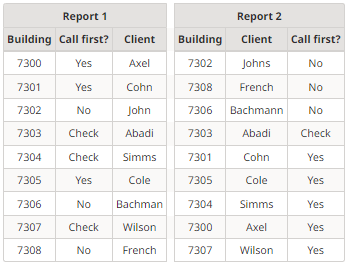 Report 1 Report 2
Building Call first? Client Building Client Call first?
7300 Yes Axel 7302 Johns No
7301 Yes Cohn 7308 French No
7302 No John 7306 Bachmann No
7303 Check Abadi 7303 Abadi Check
7304 Check Simms 7301 Cohn Yes
7305 Yes Cole 7305 Cole Yes
7306 No Bachman 7304 Simms Yes
7307 Check Wilson 7300 Axel Yes
7308 No French 7307 Wilson Yes